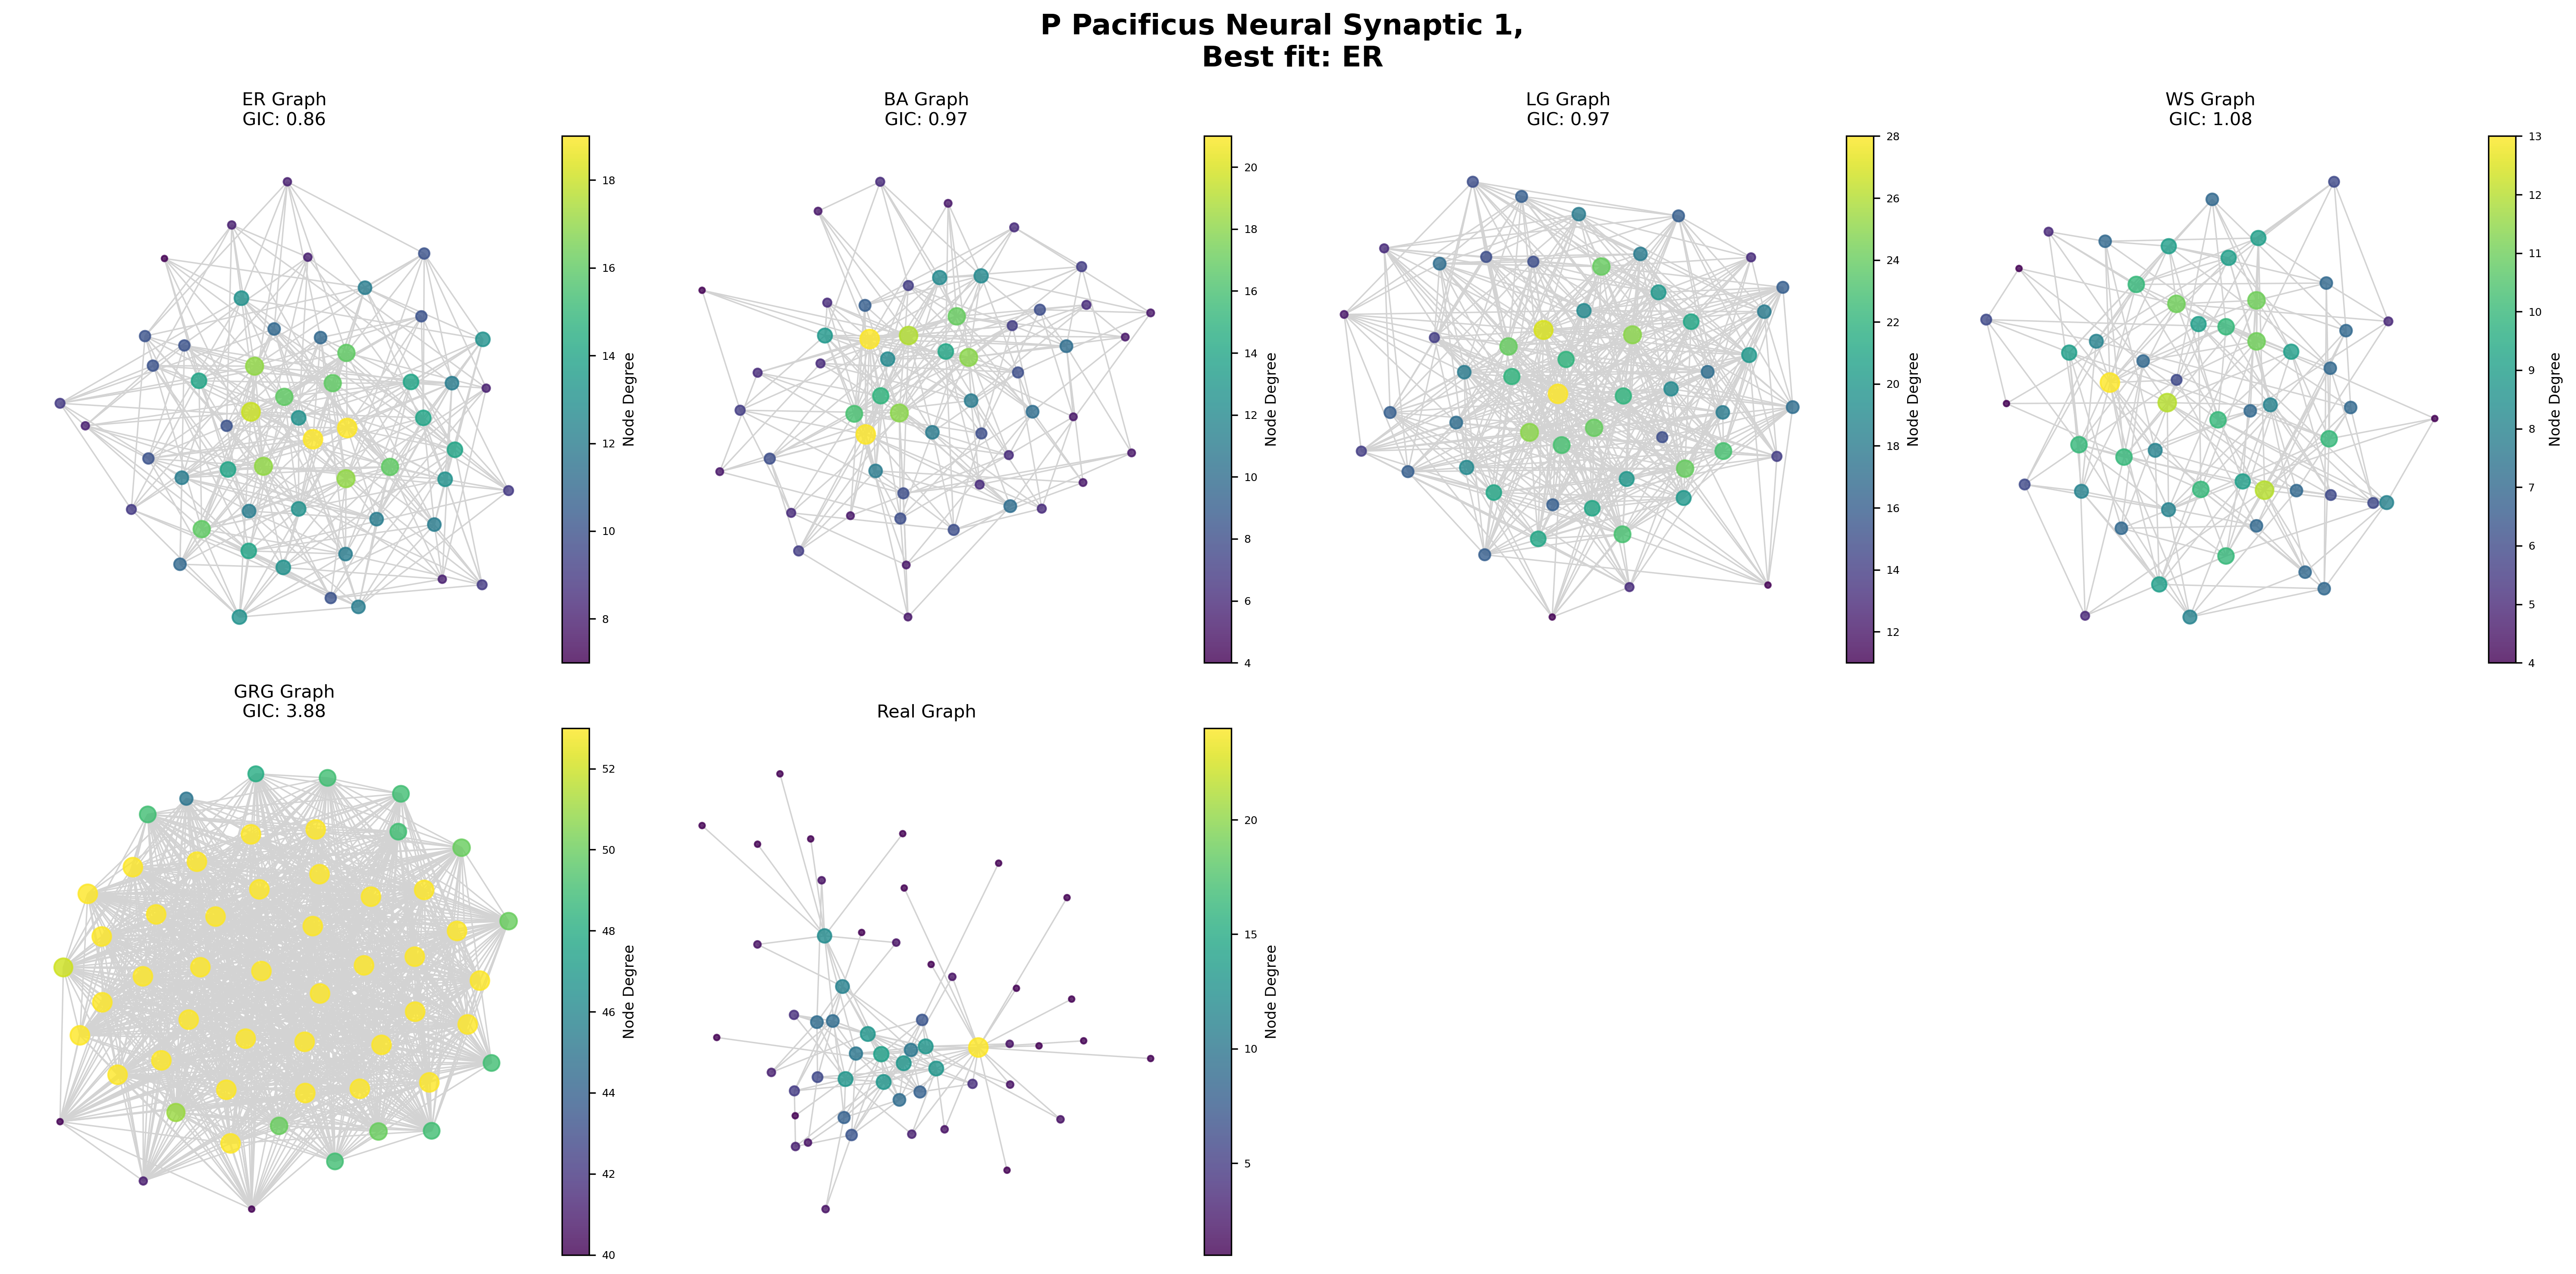 P Pacificus Neural Synaptic 1,
Best fit: ER
ER Graph
GIC: 0.86
18
16
14
12
10
8
Node Degree
BA Graph
GIC: 0.97
20
18
16
14
12
10
8
6
4
Node Degree
LG Graph
GIC: 0.97
28
26
24
22
20
18
16
14
12
Node Degree
WS Graph
GIC: 1.08
13
12
11
10
9
8
7
6
5
4
Node Degree
GRG Graph
GIC: 3.88
52
50
48
46
44
42
40
Node Degree
Real Graph
20
15
10
5
Node Degree